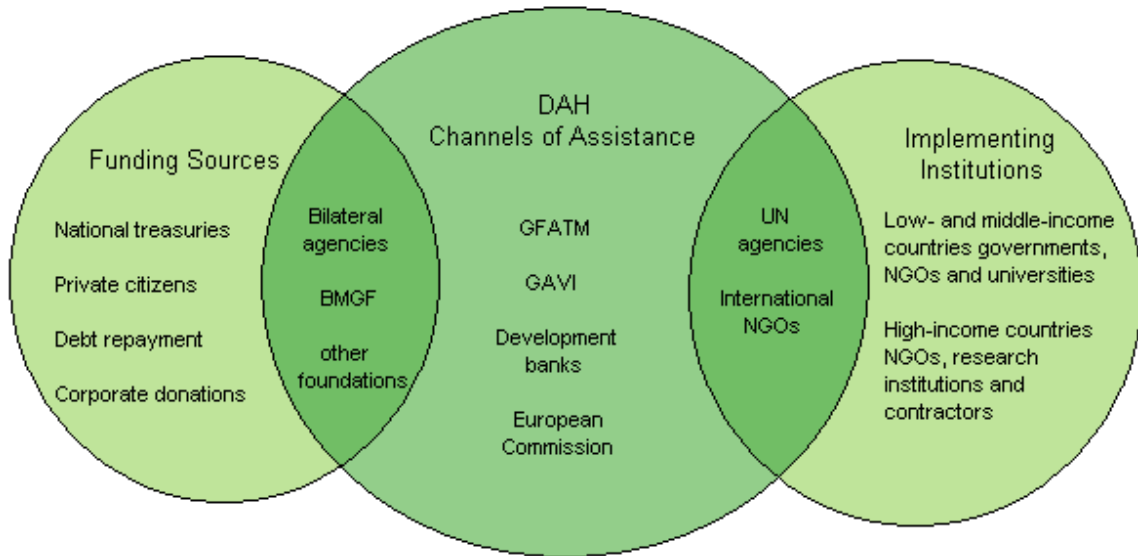 Funding Sources
National treasuries
Private citizens
Debt repayment
Corporate donations
Bilateral
agencies
BMGF
other
foundations
DAH
Channels of Assistance
GFATM
GAVI
Development
banks
European
Commission
UN
agencies
International
NGOs
Implementing
Institutions
Low- and middle-income
countries governments,
NGOs and universities
High-income countries
NGOs, research
institutions and
contractors